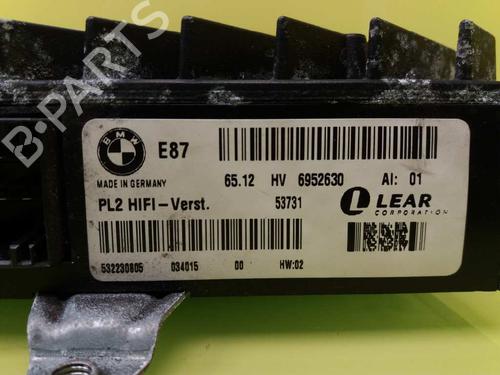 B-PARTS
BMW
E87
MADE IN GERMANY
65.12 HV 6952630 AI: 01
PL2 HIFI-Verst.
53731
LEAR
CORPORATION
532230805 034015 00 HW:02